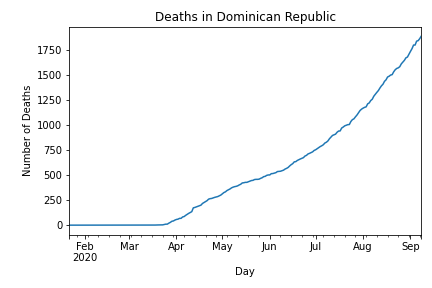 Deaths in Dominican Republic
1750
1500
1250
1000
750
500
250
0
Number of Deaths
Feb Mar Apr May Jun Jul Aug Sep
2020
Day